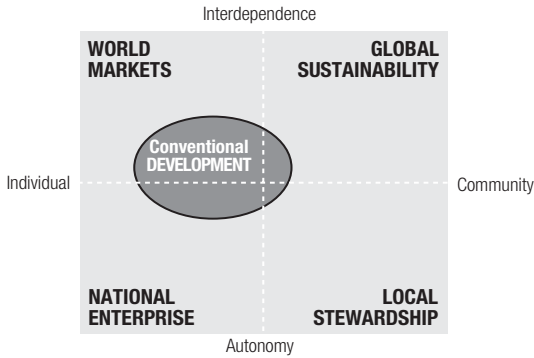 Interdependence
WORLD
MARKETS
GLOBAL
SUSTAINABILITY
Conventional
DEVELOPMENT
Individual
Community
NATIONAL
ENTERPRISE
LOCAL
STEWARDSHIP
Autonomy